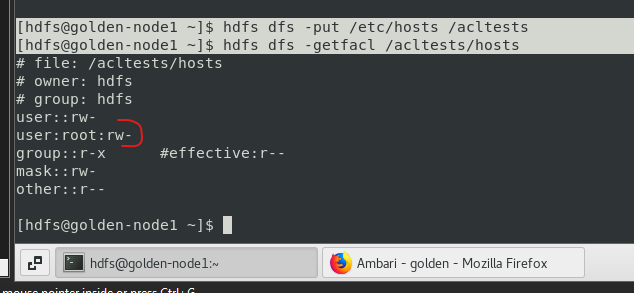 [hdfs@golden-node1 ~]$ hdfs dfs -put /etc/hosts /acltests
[hdfs@golden-node1 ~]$ hdfs dfs -getfacl /acltests/hosts
# file: /acltests/hosts
# owner: hdfs
# group: hdfs
user::rw-
user:root:rw-
group::r-x      #effective:r--
mask::rw-
other::r--
[hdfs@golden-node1 ~]$
hdfs@golden-node1:~
Ambari - golden - Mozilla Firefox
mouse pointer inside or press Ctrl+G